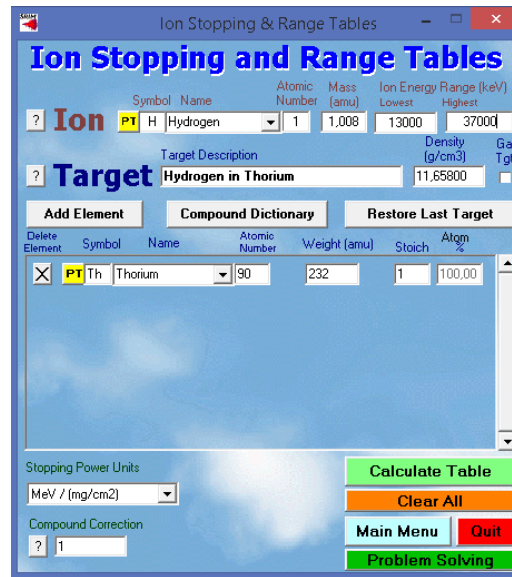 Ion Stopping & Range Tables
Ion Stopping and Range Tables
Symbol Name Atomic Number Mass (amu) Ion Energy Range (keV) Lowest Highest
? Ion PT H Hydrogen 1 1,008 13000 37000
Target Description Density (g/cm3) Ga Tgt
? Target Hydrogen in Thorium 11,65800
Add Element Compound Dictionary Restore Last Target
Delete Element Symbol Name Atomic Number Weight (amu) Stoich Atom %
X PT Th Thorium 90 232 1 100,00
Stopping Power Units
MeV / (mg/cm2)
Calculate Table
Clear All
Compound Correction
? 1
Main Menu Quit
Problem Solving